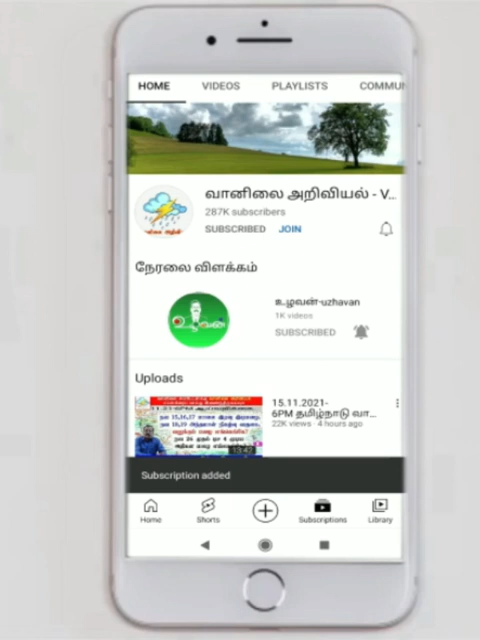 HOME VIDEOS PLAYLISTS COMMUN
வானிலை அறிவியல் - V...
287K subscribers
SUBSCRIBED JOIN
நேரலை விளக்கம்
உழவன்-uzhavan
1K videos
SUBSCRIBED
Uploads
15.11.2021-
6PM தமிழ்நாடு வா...
22K views · 4 hours ago
13:42
Subscription added
Home Shorts Subscriptions Library